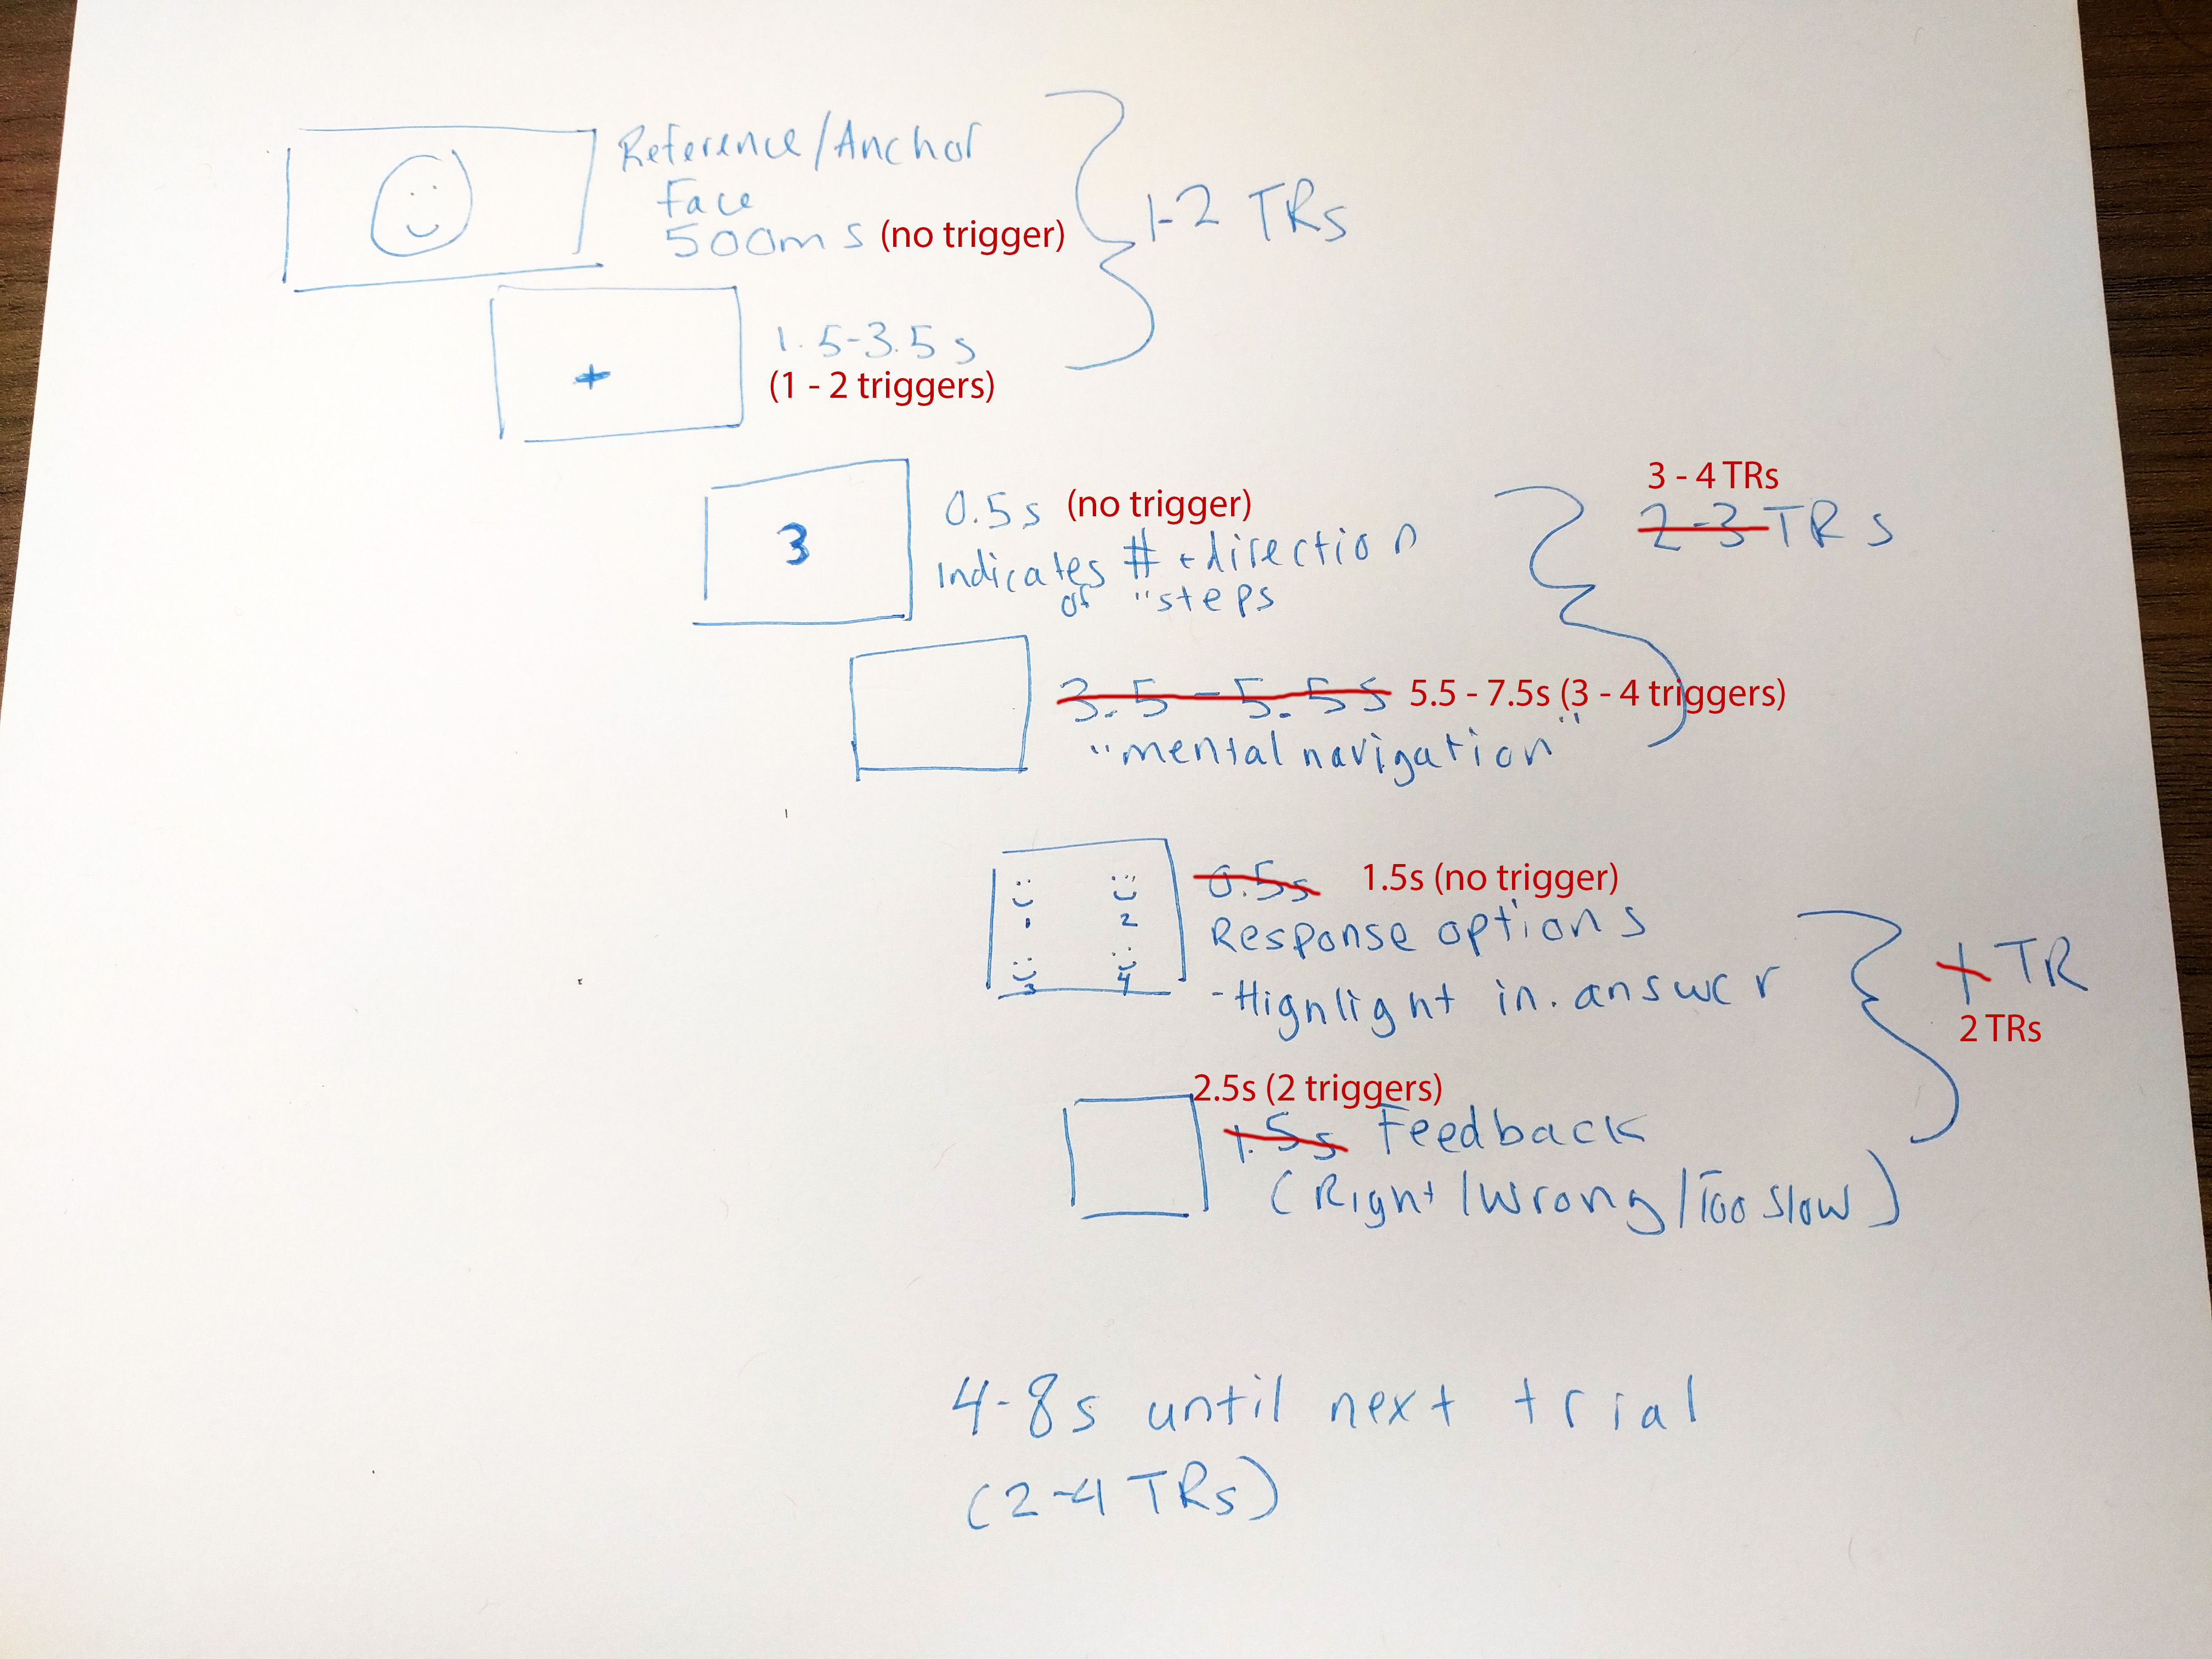 Reference/Anchor
Face
500ms (no trigger)
1-2 TRs
+
1.5-3.5s
(1 - 2 triggers)
3
0.5s (no trigger)
Indicates # + direction
of "steps
3 - 4 TRs
2-3 TRs
3.5 - 5.5s 5.5 - 7.5s (3 - 4 triggers)
"mental navigation"
1 2
3 4
0.5s 1.5s (no trigger)
Response options
-Highlight in. answer
1 TR
2 TRs
2.5s (2 triggers)
1.5s Feedback
(Right/Wrong/Too slow)
4-8s until next trial
(2-4 TRs)